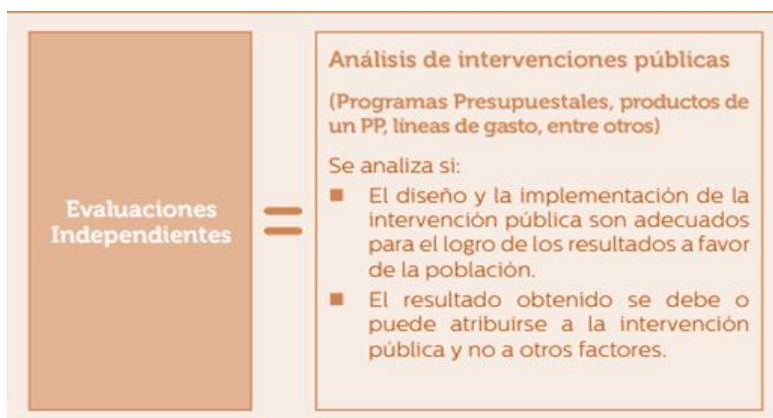 Evaluaciones
Independientes
=
Análisis de intervenciones públicas
(Programas Presupuestales, productos de
un PP, líneas de gasto, entre otros)
Se analiza si:
■ El diseño y la implementación de la
intervención pública son adecuados
para el logro de los resultados a favor
de la población.
■ El resultado obtenido se debe o
puede atribuirse a la intervención
pública y no a otros factores.